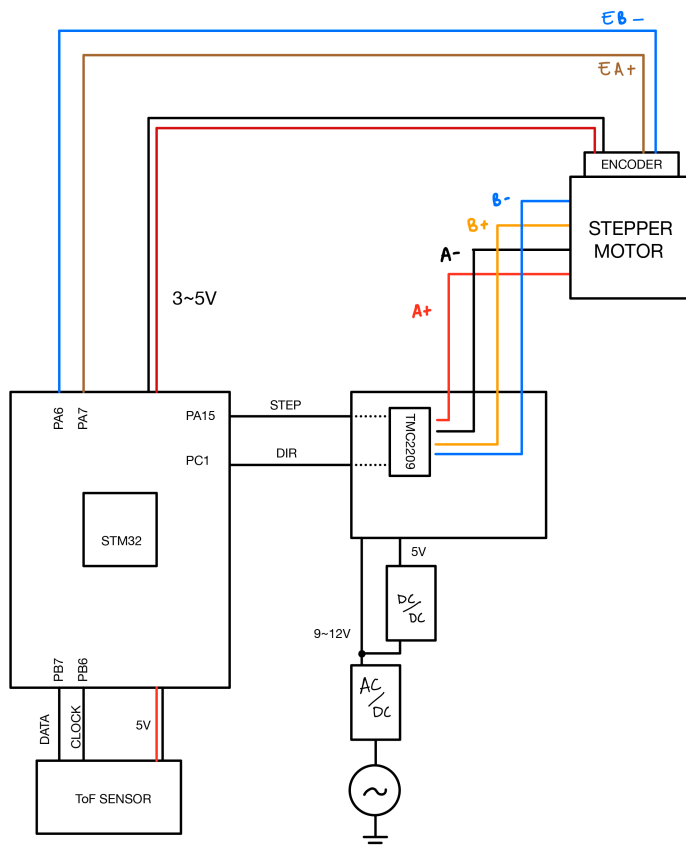 EB-
EA+
ENCODER
B-
STEPPER
MOTOR
B+
A-
3~5V
A+
PA6
PA7
PA15
STEP
TMC2209
PC1
DIR
STM32
5V
DC/DC
9~12V
PB7
PB6
AC/DC
DATA
CLOCK
5V
ToF SENSOR